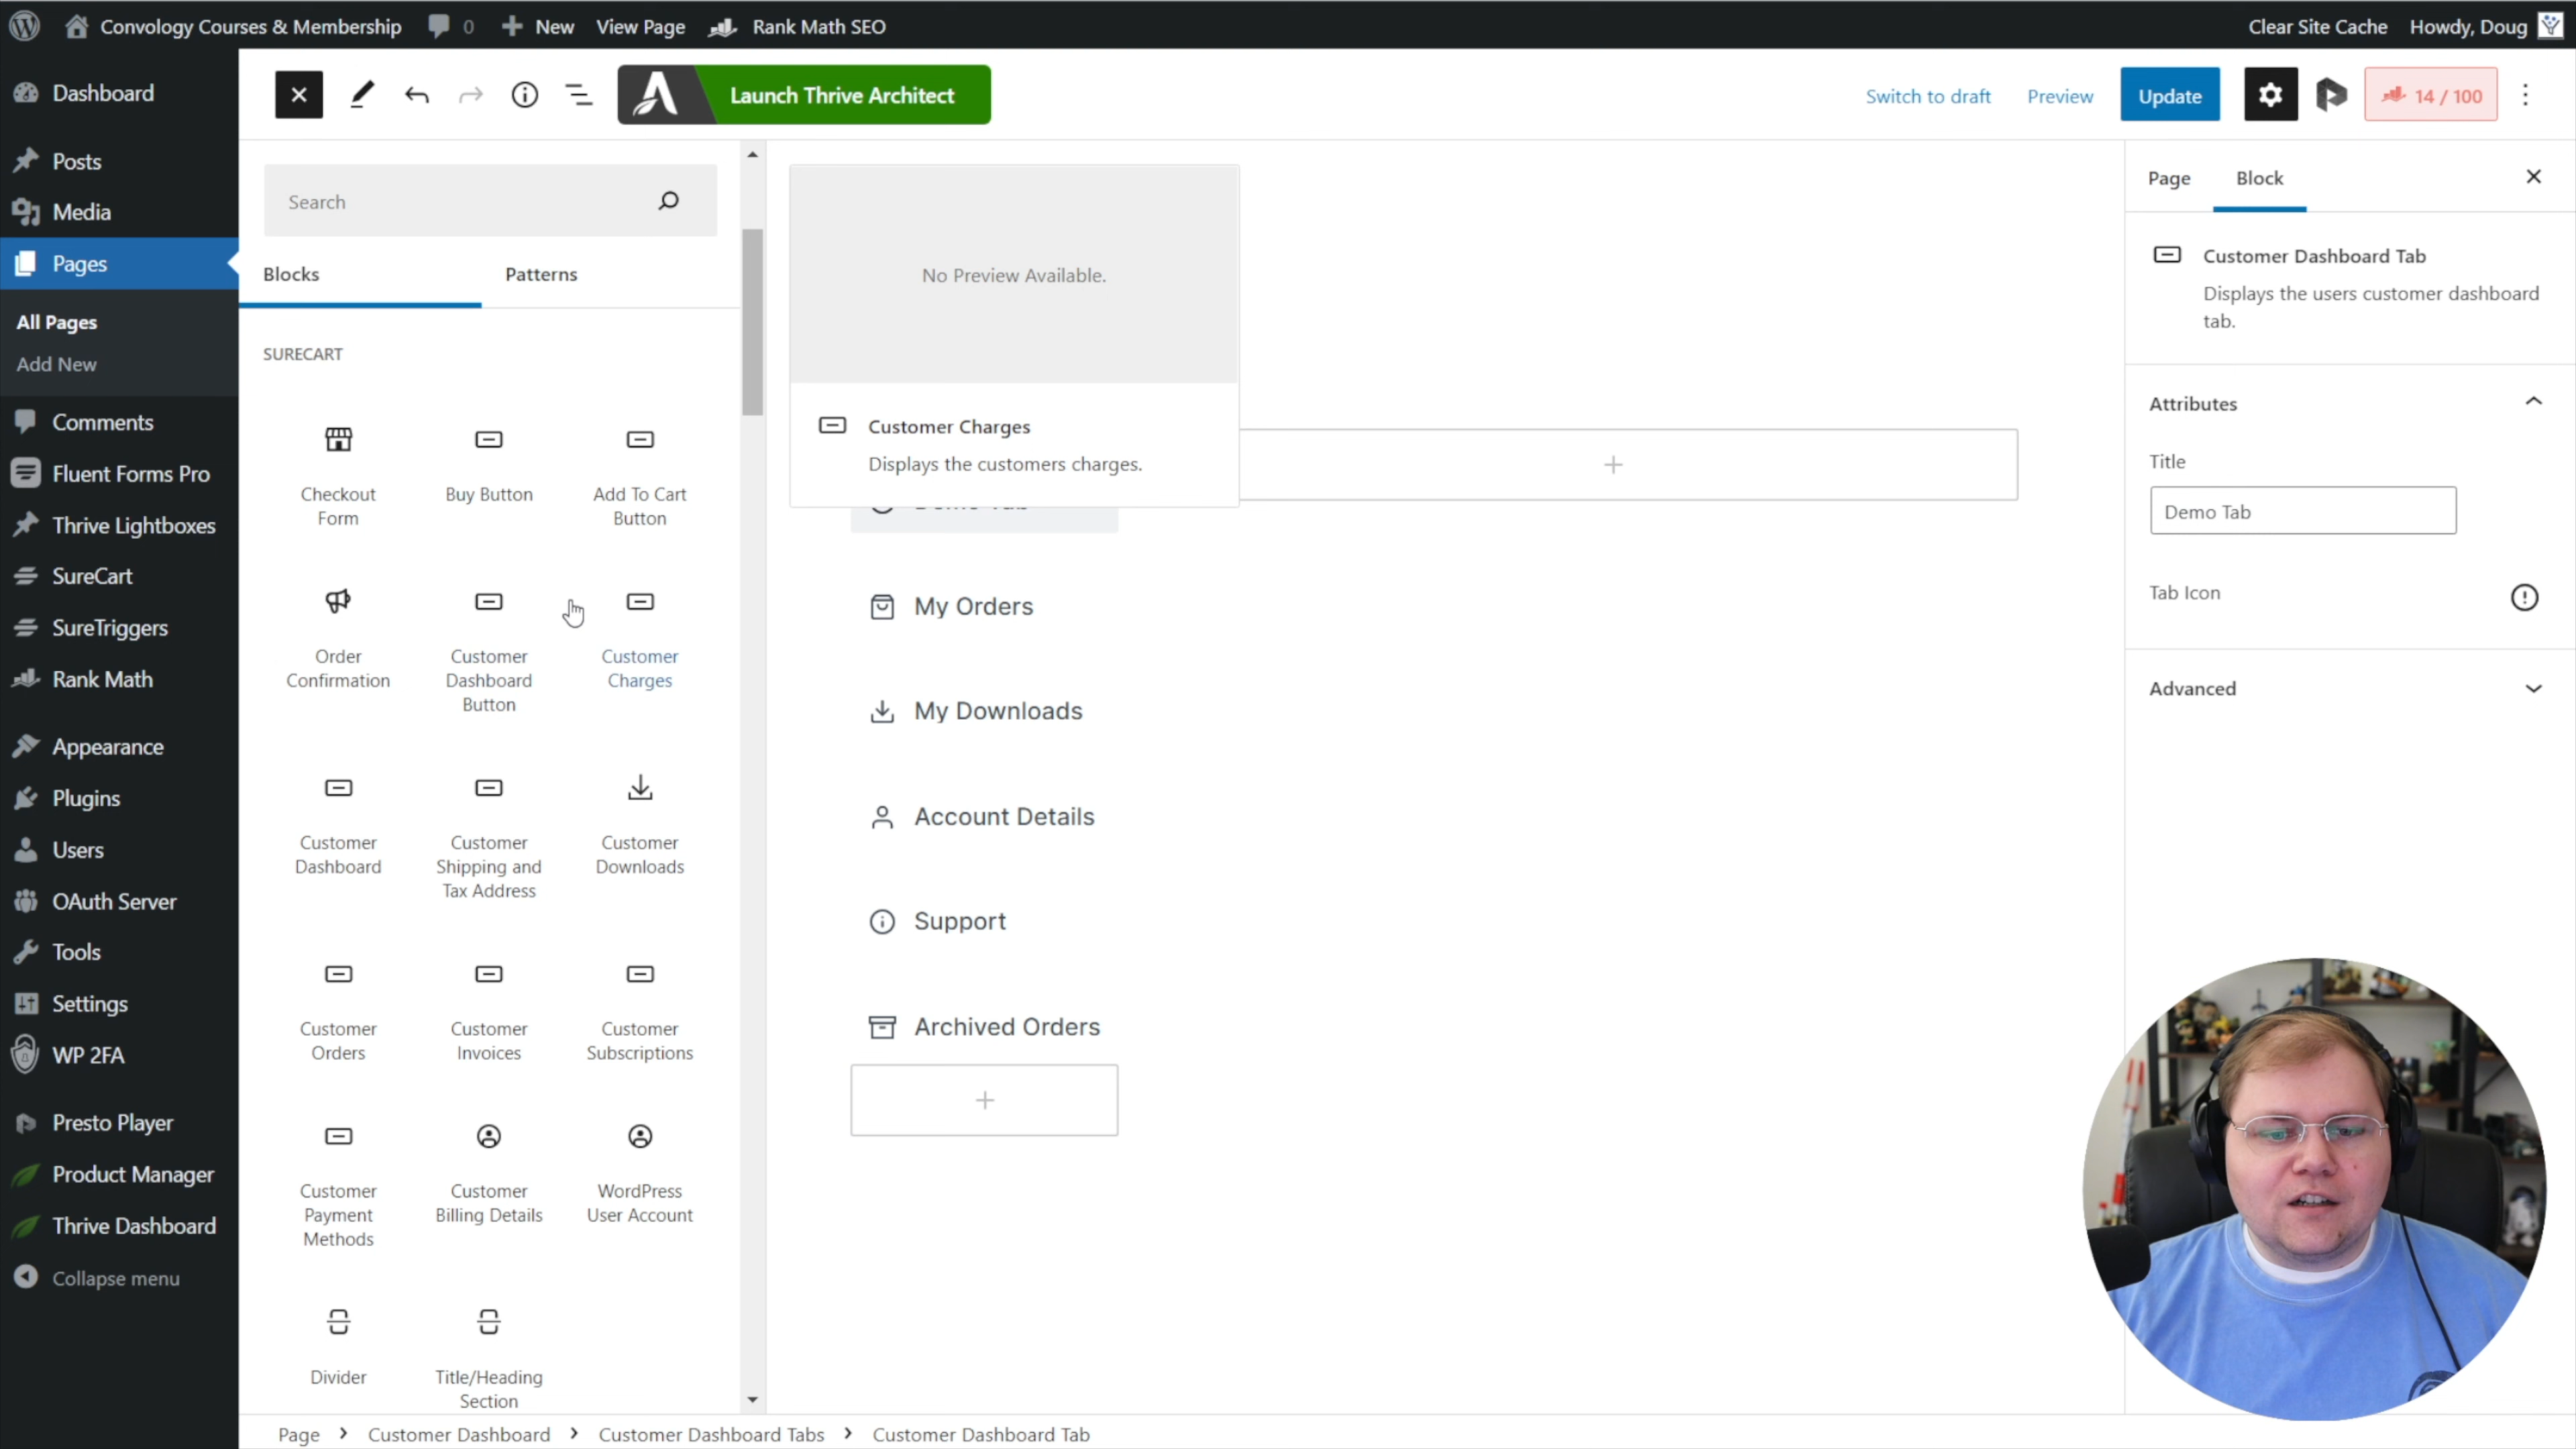 Convology Courses & Membership
0
New
View Page
Rank Math SEO
Clear Site Cache
Howdy, Doug
Dashboard
Posts
Media
Pages
All Pages
Add New
Comments
Fluent Forms Pro
Thrive Lightboxes
SureCart
SureTriggers
Rank Math
Appearance
Plugins
Users
OAuth Server
Tools
Settings
WP 2FA
Presto Player
Product Manager
Thrive Dashboard
Collapse menu
Launch Thrive Architect
Switch to draft
Preview
Update
14 / 100
Search
Blocks
Patterns
SURECART
Checkout
Form
Buy Button
Add To Cart
Button
Order
Confirmation
Customer
Dashboard
Button
Customer
Charges
Customer
Dashboard
Customer
Shipping and
Tax Address
Customer
Downloads
Customer
Orders
Customer
Invoices
Customer
Subscriptions
Customer
Payment
Methods
Customer
Billing Details
WordPress
User Account
Divider
Title/Heading
Section
No Preview Available.
Customer Charges
Displays the customers charges.
Demo Tab
My Orders
My Downloads
Account Details
Support
Archived Orders
Page
Block
Customer Dashboard Tab
Displays the users customer dashboard
tab.
Attributes
Title
Demo Tab
Tab Icon
Advanced
Page
Customer Dashboard
Customer Dashboard Tabs
Customer Dashboard Tab